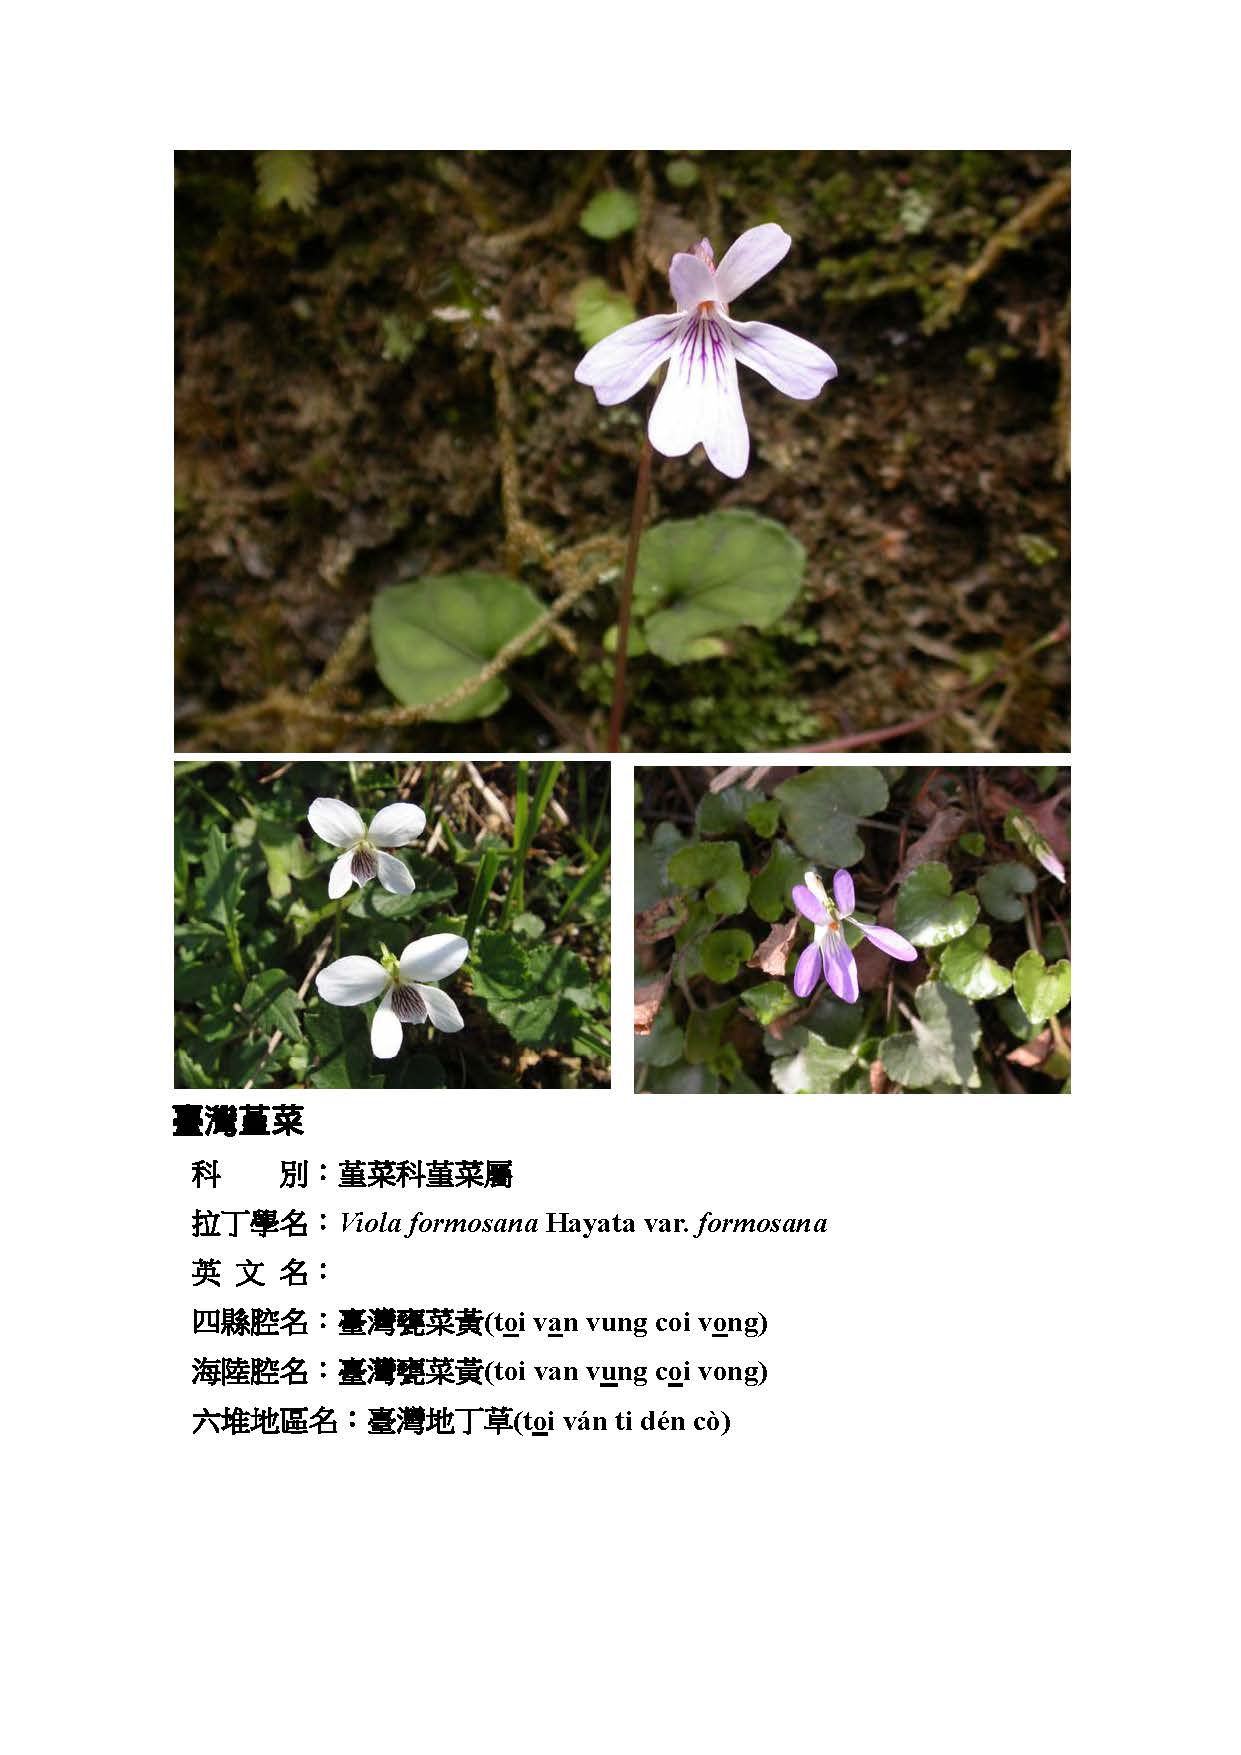 臺灣菫菜
科　　別：菫菜科菫菜屬
拉丁學名：Viola formosana Hayata var. formosana
英 文 名：
四縣腔名：臺灣甕菜黃(toi van vung coi vong)
海陸腔名：臺灣甕菜黃(toi van vung coi vong)
六堆地區名：臺灣地丁草(toi ván ti dén cò)